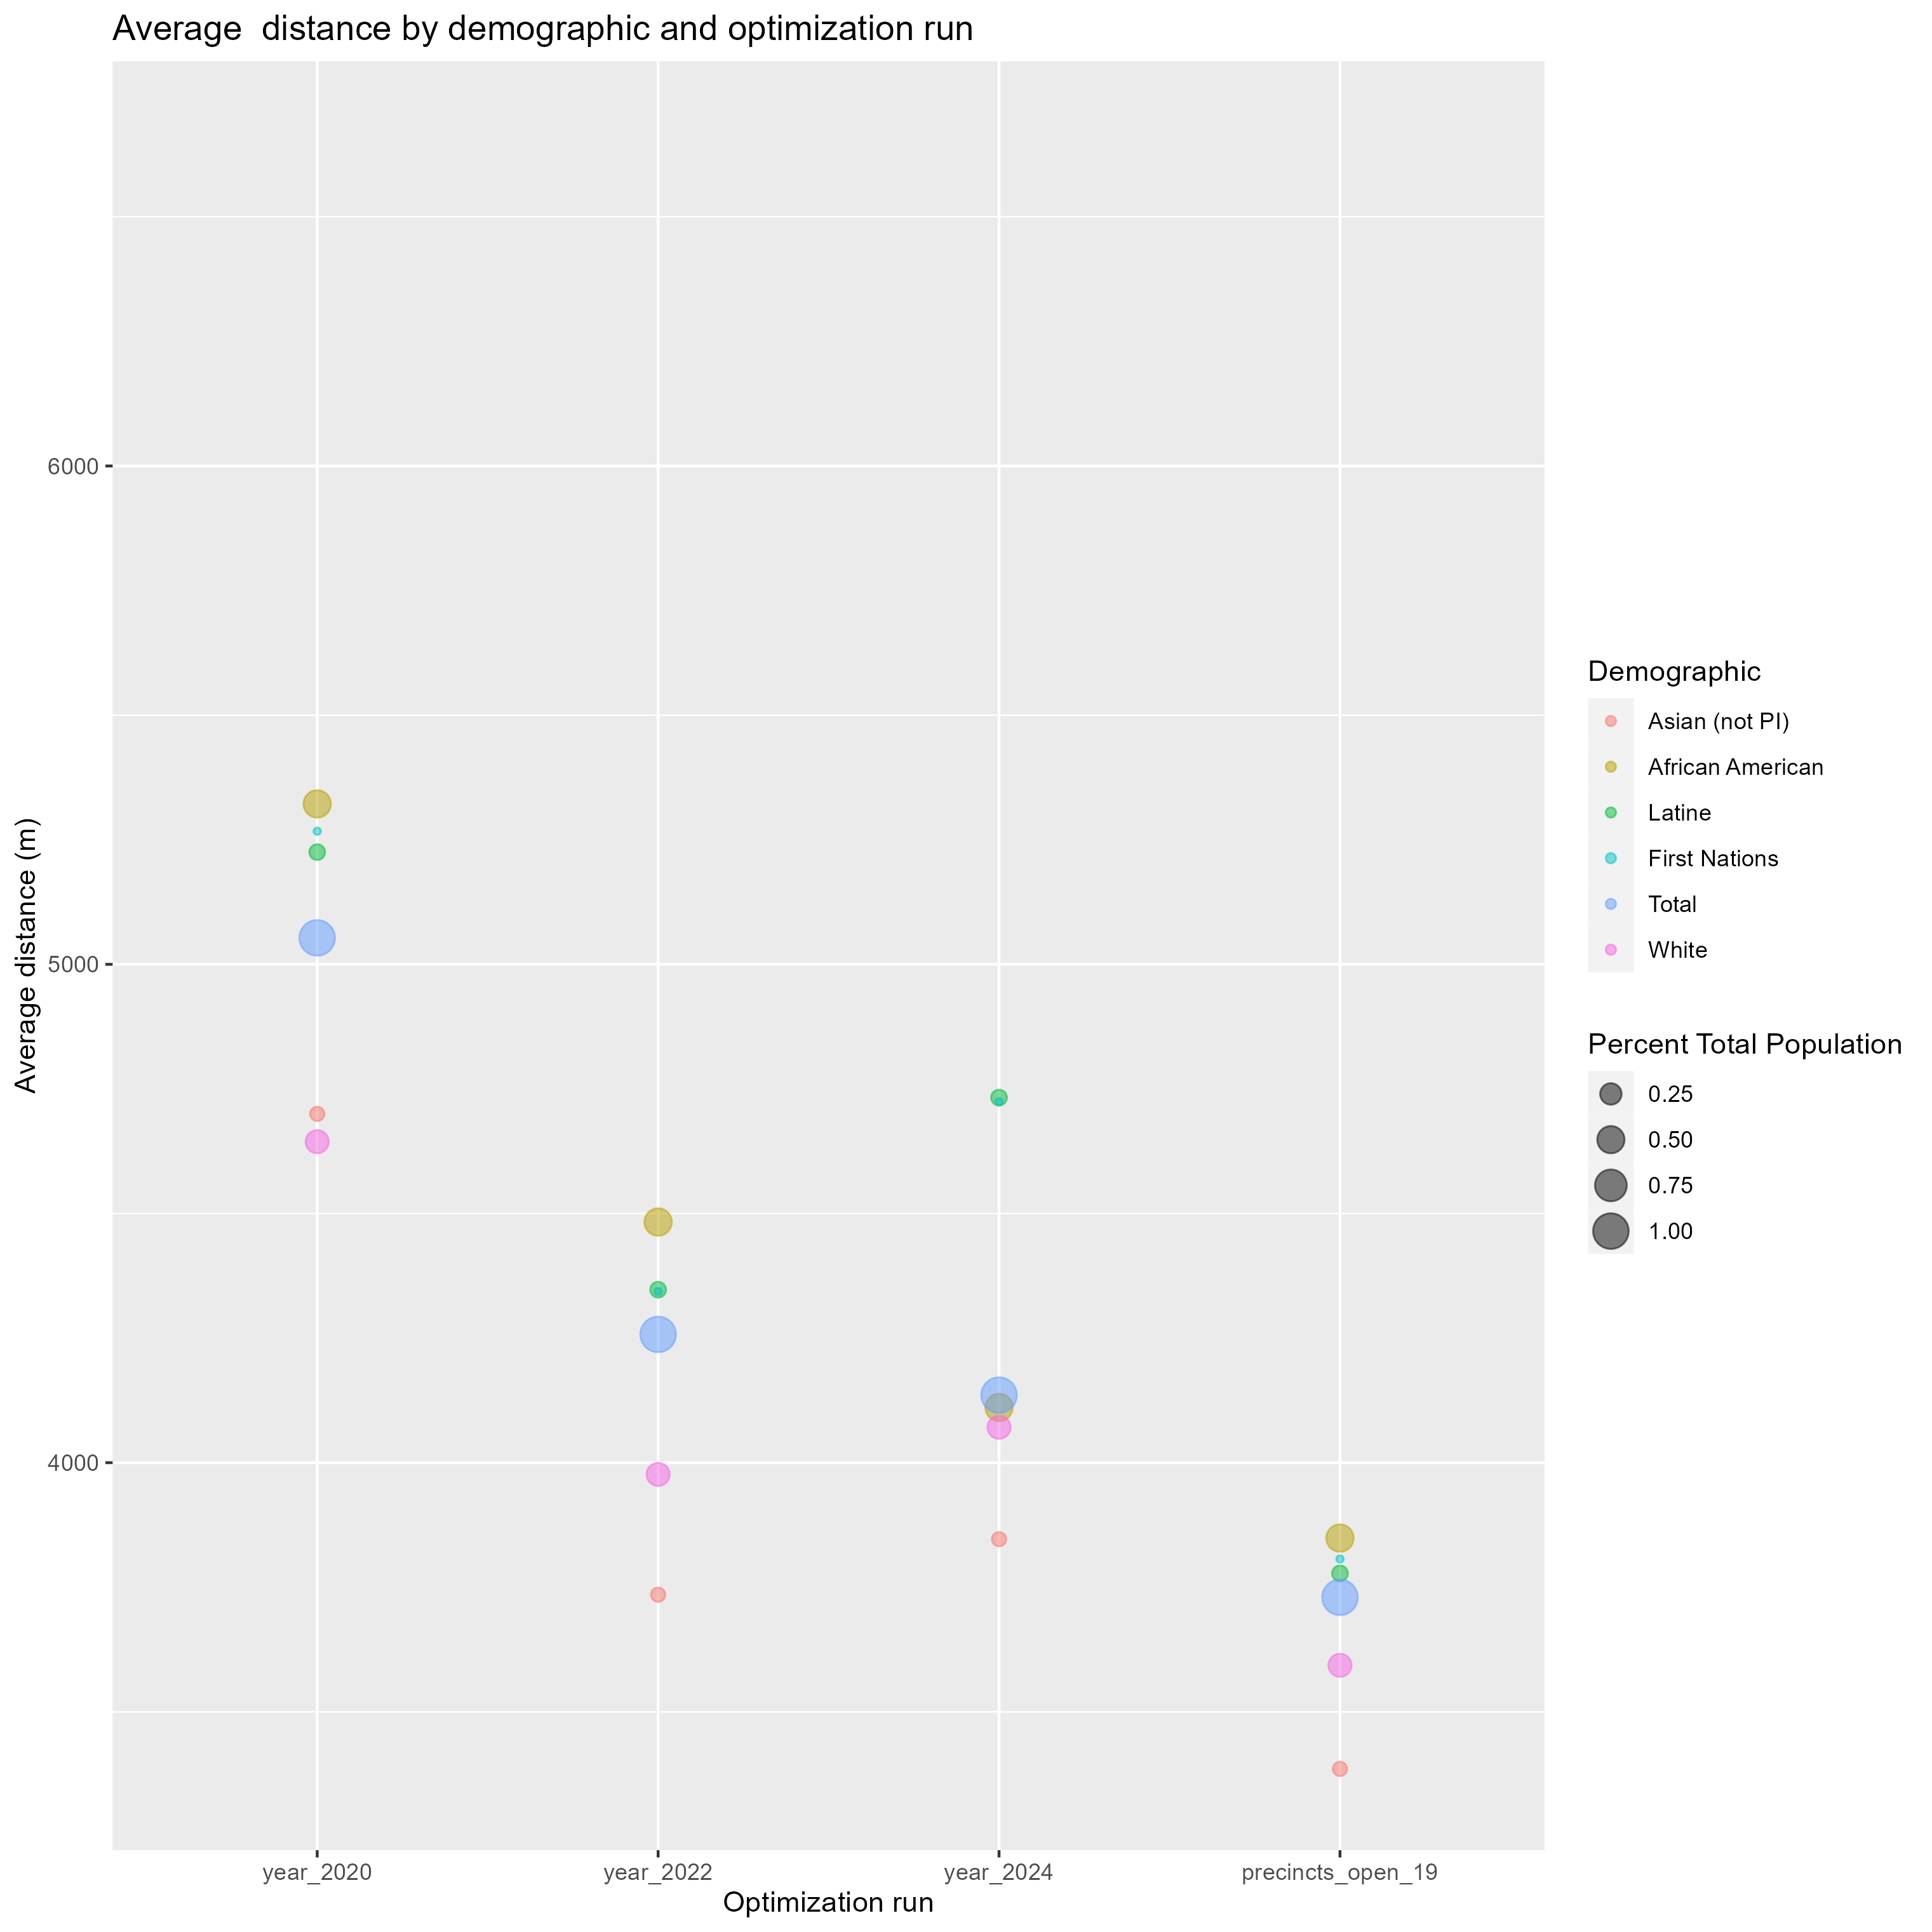 Average  distance by demographic and optimization run
Average distance (m)
6000
5000
4000
year_2020
year_2022
year_2024
precincts_open_19
Optimization run
Demographic
Asian (not PI)
African American
Latine
First Nations
Total
White
Percent Total Population
0.25
0.50
0.75
1.00